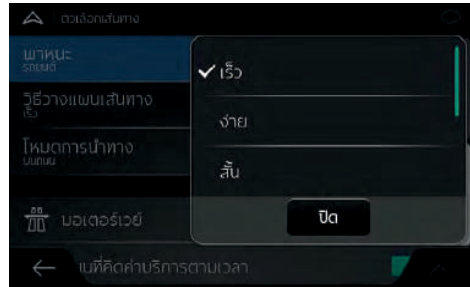 ตัวเลือกเส้นทาง
พาหนะ
รถยนต์
วิธีวางแผนเส้นทาง
เร็ว
โหมดการนำทาง
บนถนน
มอเตอร์เวย์
นที่คิดค่าบริการตามเวลา
เร็ว
ง่าย
สั้น
ปิด